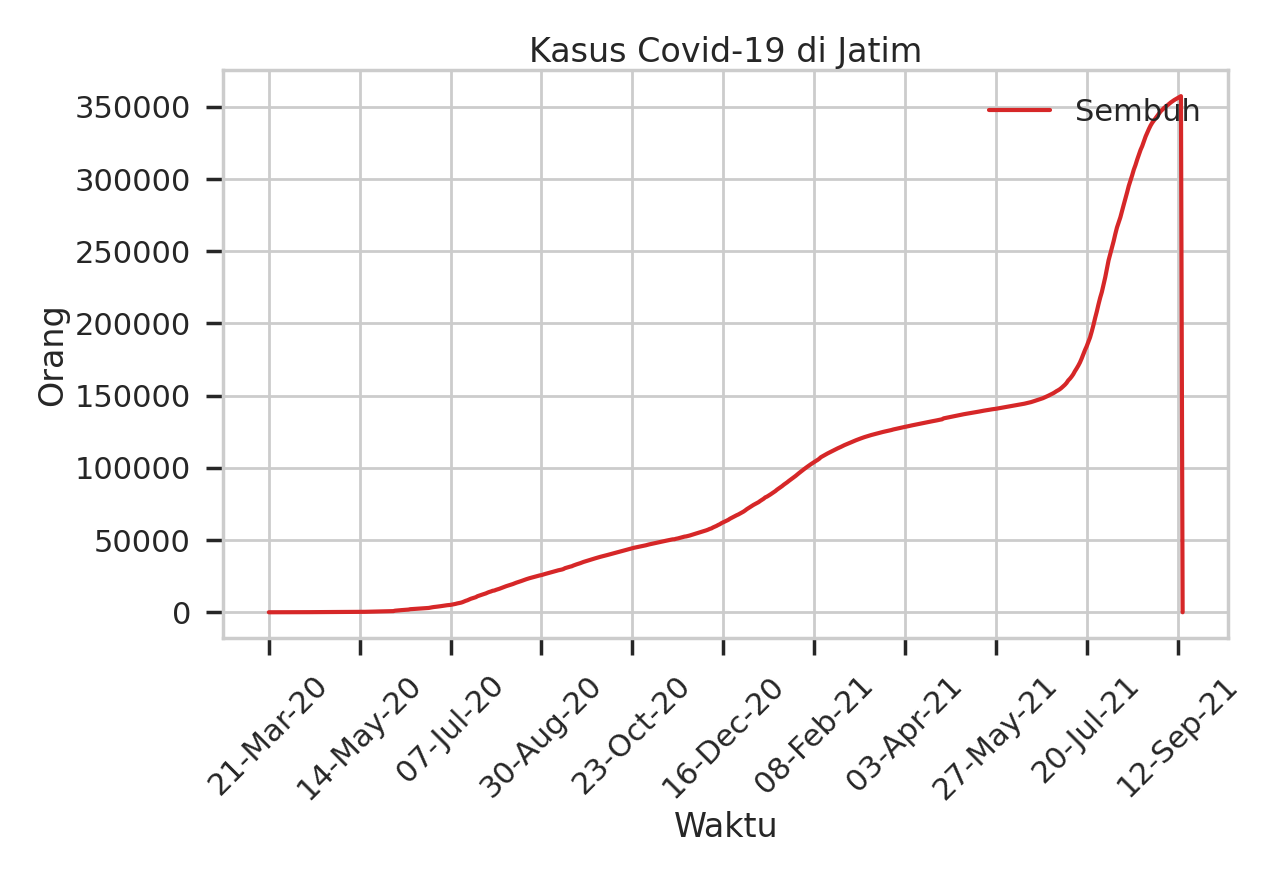 Kasus Covid-19 di Jatim
Sembuh
350000
300000
250000
200000
150000
100000
50000
0
Orang
21-Mar-20
14-May-20
07-Jul-20
30-Aug-20
23-Oct-20
16-Dec-20
08-Feb-21
03-Apr-21
27-May-21
20-Jul-21
12-Sep-21
Waktu